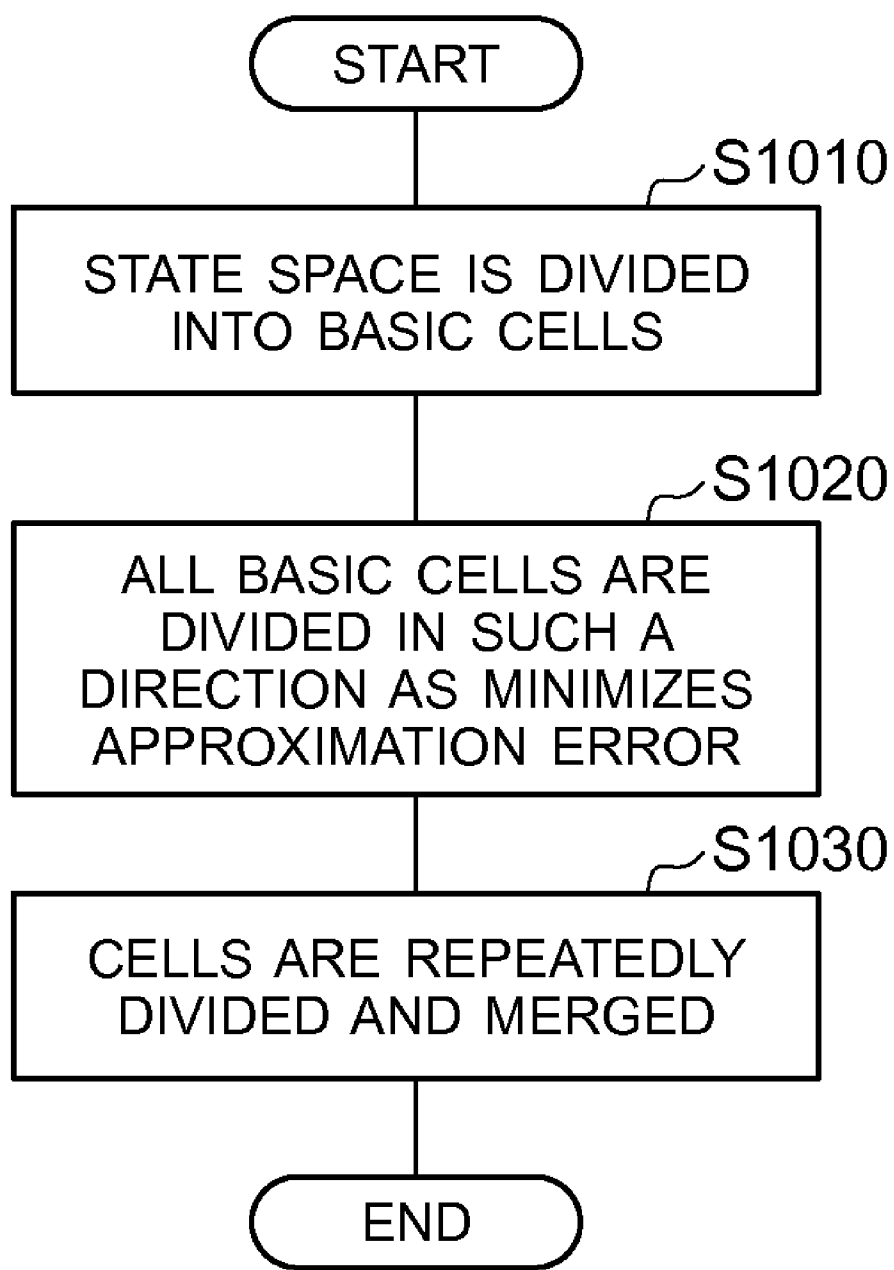 START
S1010
STATE SPACE IS DIVIDED
INTO BASIC CELLS
S1020
ALL BASIC CELLS ARE
DIVIDED IN SUCH A
DIRECTION AS MINIMIZES
APPROXIMATION ERROR
S1030
CELLS ARE REPEATEDLY
DIVIDED AND MERGED
END